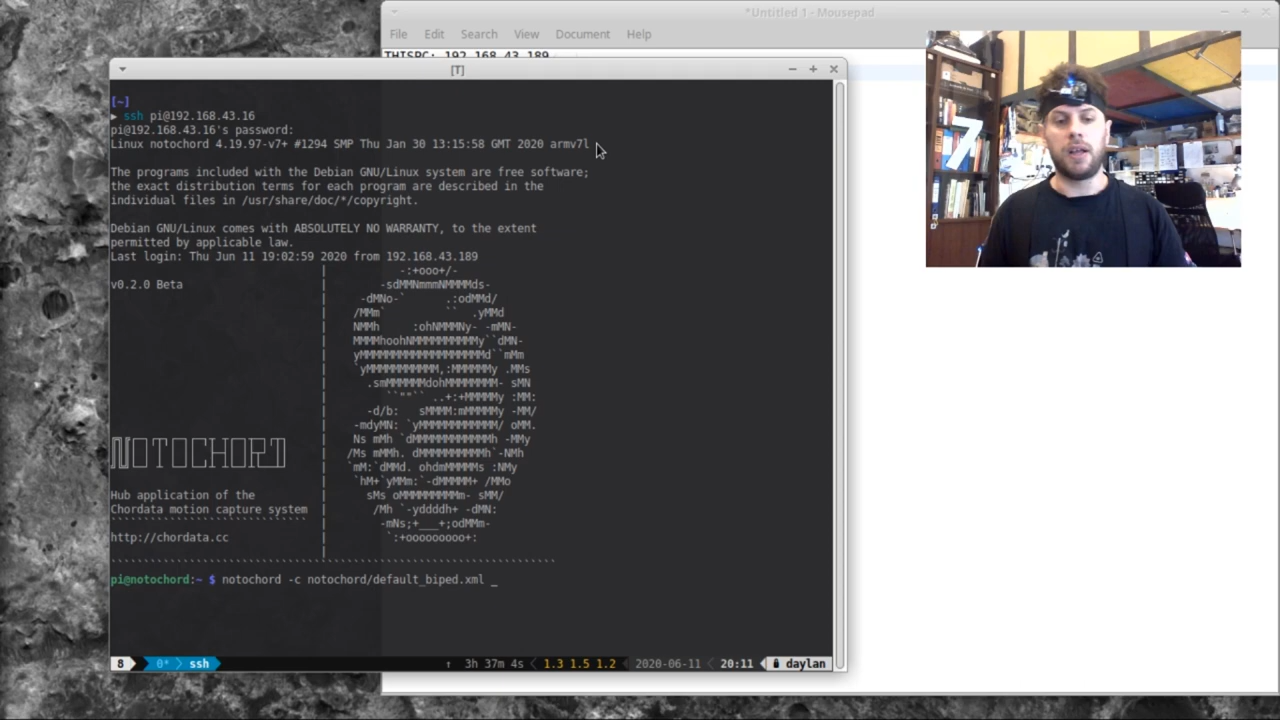 *Untitled 1 - Mousepad
File Edit Search View Document Help
THISPC: 192.168.43.189
[T]
[~]
▶ ssh pi@192.168.43.16
pi@192.168.43.16's password:
Linux notochord 4.19.97-v7+ #1294 SMP Thu Jan 30 13:15:58 GMT 2020 armv7l
The programs included with the Debian GNU/Linux system are free software;
the exact distribution terms for each program are described in the
individual files in /usr/share/doc/*/copyright.
Debian GNU/Linux comes with ABSOLUTELY NO WARRANTY, to the extent
permitted by applicable law.
Last login: Thu Jun 11 19:02:59 2020 from 192.168.43.189
v0.2.0 Beta
NOTOCHORD
Hub application of the
Chordata motion capture system
http://chordata.cc
pi@notochord:~ $ notochord -c notochord/default_biped.xml _
8 0* ssh ↑ 3h 37m 4s 1.3 1.5 1.2 2020-06-11 20:11 daylan
7